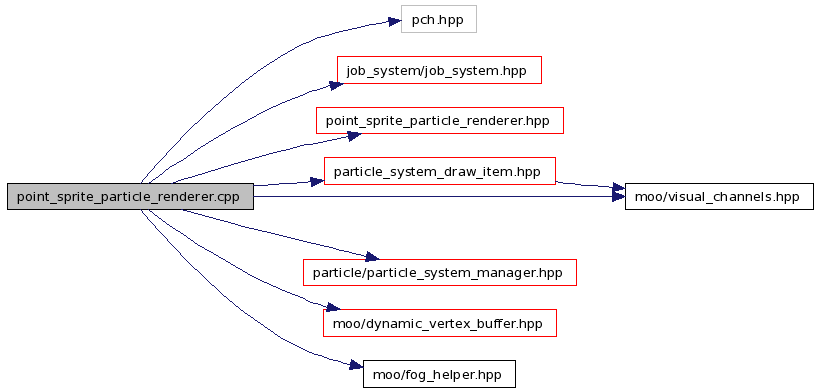 pch.hpp
job_system/job_system.hpp
point_sprite_particle_renderer.hpp
particle_system_draw_item.hpp
point_sprite_particle_renderer.cpp
moo/visual_channels.hpp
particle/particle_system_manager.hpp
moo/dynamic_vertex_buffer.hpp
moo/fog_helper.hpp